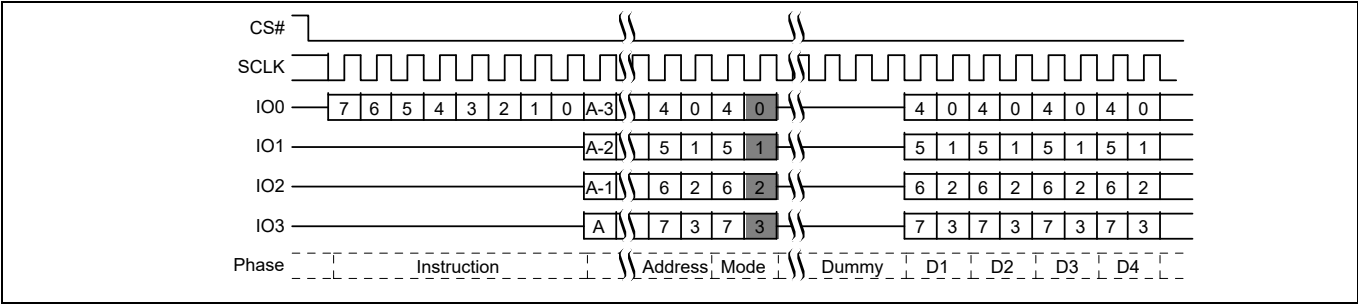 CS#
SCLK
IO0 7 6 5 4 3 2 1 0 A-3 4 0 4 0 4 0 4 0 4 0 4 0
IO1 A-2 5 1 5 1 5 1 5 1 5 1 5 1
IO2 A-1 6 2 6 2 6 2 6 2 6 2 6 2
IO3 A 7 3 7 3 7 3 7 3 7 3 7 3
Phase Instruction Address Mode Dummy D1 D2 D3 D4